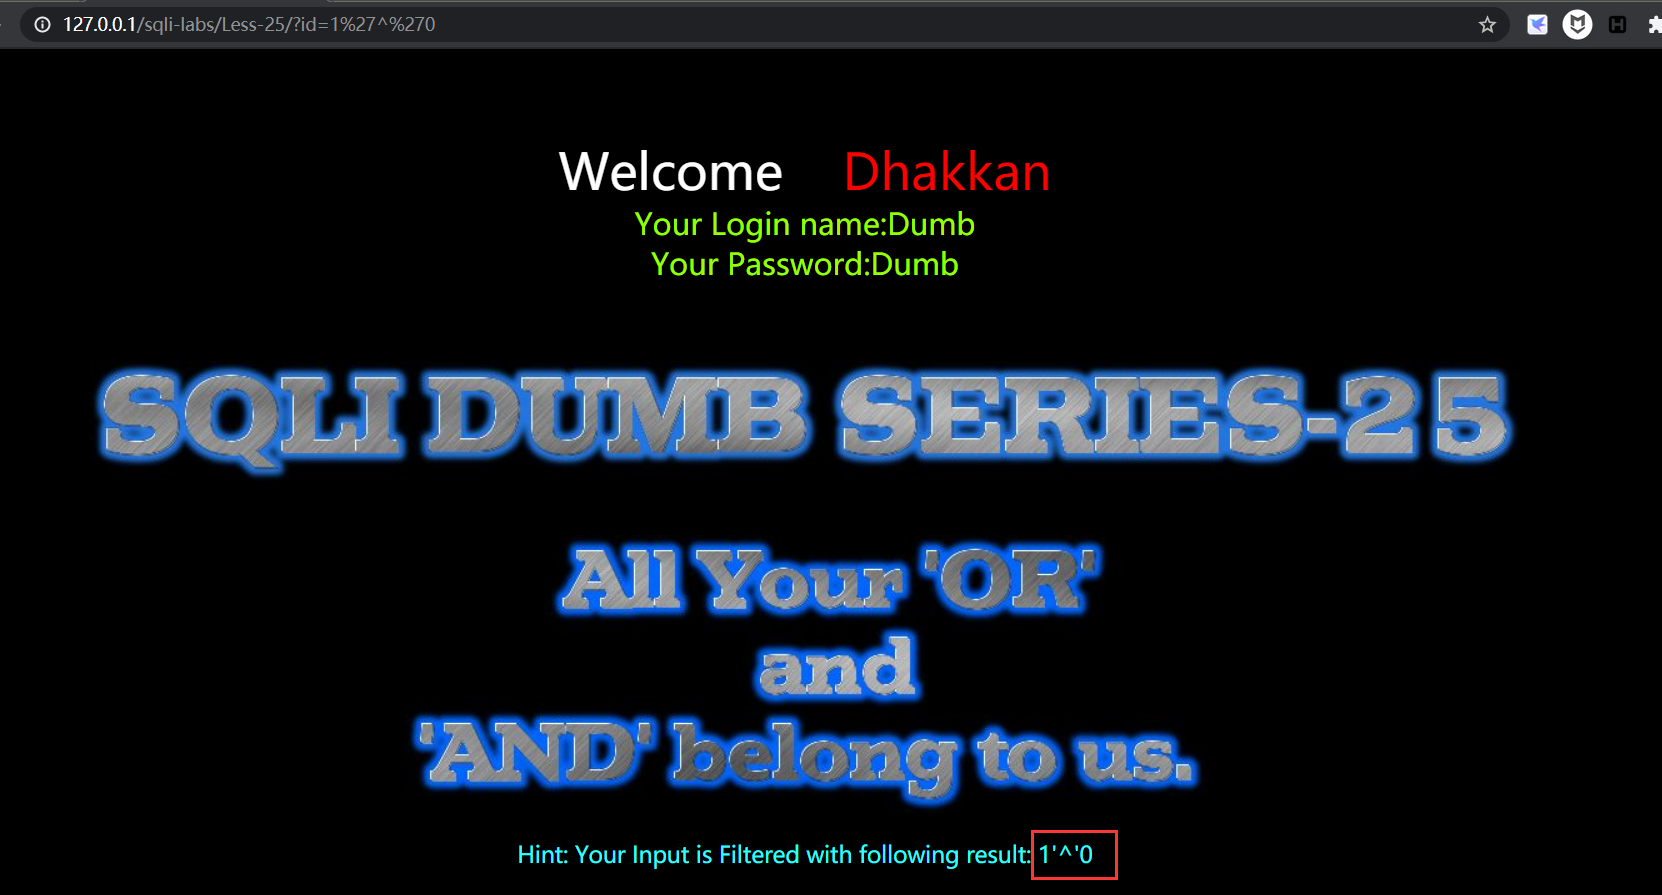 127.0.0.1/sqli-labs/Less-25/?id=1%27^%270
Welcome Dhakkan
Your Login name:Dumb
Your Password:Dumb
SQLI DUMB SERIES-25
All Your 'OR'
and
'AND' belong to us.
Hint: Your Input is Filtered with following result: 1'^'0